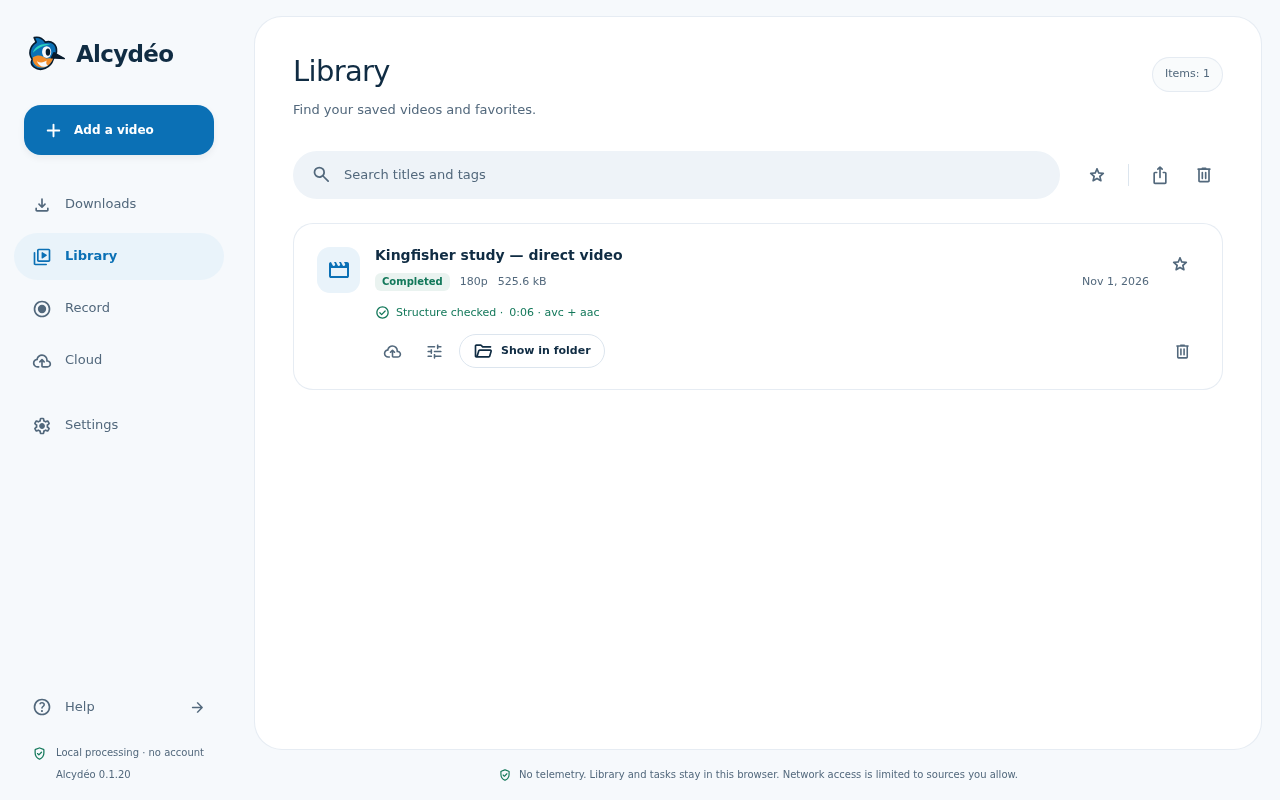 Alcydéo
Add a video
Downloads
Library
Record
Cloud
Settings
Help
Local processing · no account
Alcydéo 0.1.20
Library
Items: 1
Find your saved videos and favorites.
Search titles and tags
Kingfisher study — direct video
Completed 180p 525.6 kB Nov 1, 2026
Structure checked · 0:06 · avc + aac
Show in folder
No telemetry. Library and tasks stay in this browser. Network access is limited to sources you allow.